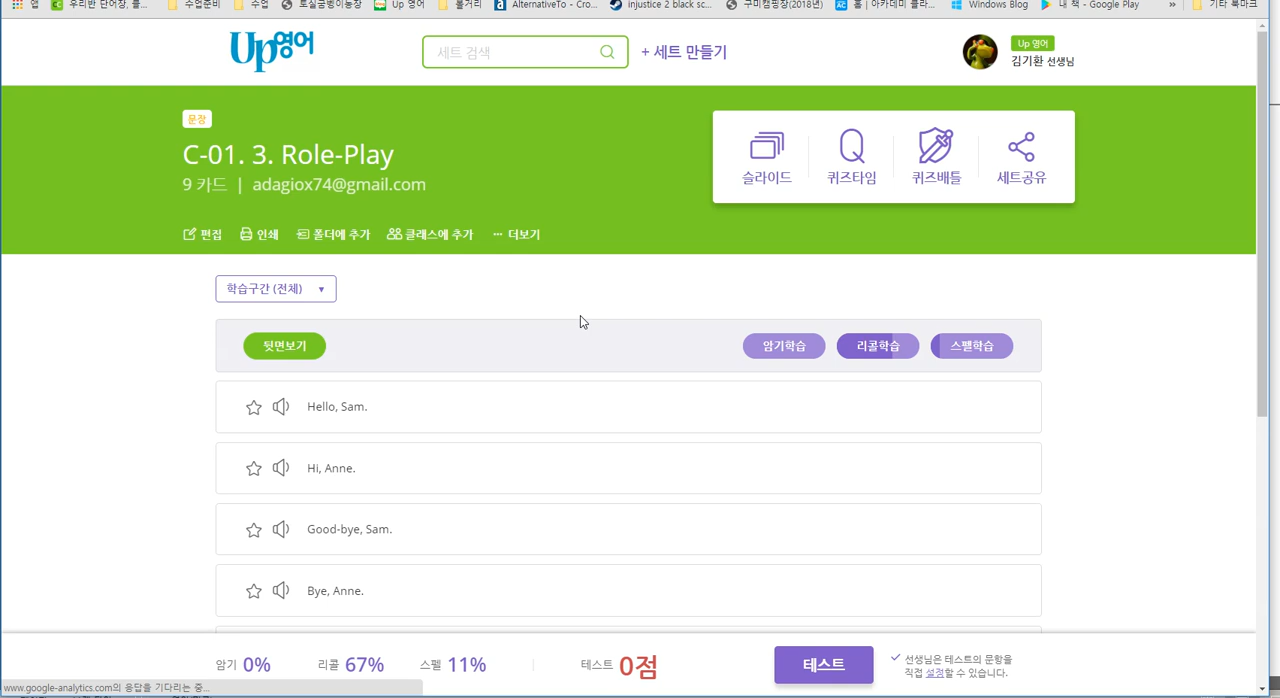 앱 우리반 단어장, 클... 수업준비 수업 토실공병이농장 Up 영어 볼거리 AlternativeTo - Cro... injustice 2 black sc... 구미캠핑장(2018년) 홈 | 아카데미 클라... Windows Blog 내 책 - Google Play » 기타 북마크
Up영어
세트 검색
+ 세트 만들기
Up 영어
김기환 선생님
문장
C-01. 3. Role-Play
9 카드 | adagiox74@gmail.com
슬라이드 퀴즈타임 퀴즈배틀 세트공유
편집 인쇄 폴더에 추가 클래스에 추가 ··· 더보기
학습구간 (전체) ▼
뒷면보기 암기학습 리콜학습 스펠학습
Hello, Sam.
Hi, Anne.
Good-bye, Sam.
Bye, Anne.
암기 0% 리콜 67% 스펠 11% 테스트 0점 테스트
선생님은 테스트의 문항을
직접 설정할 수 있습니다.
www.google-analytics.com의 응답을 기다리는 중...